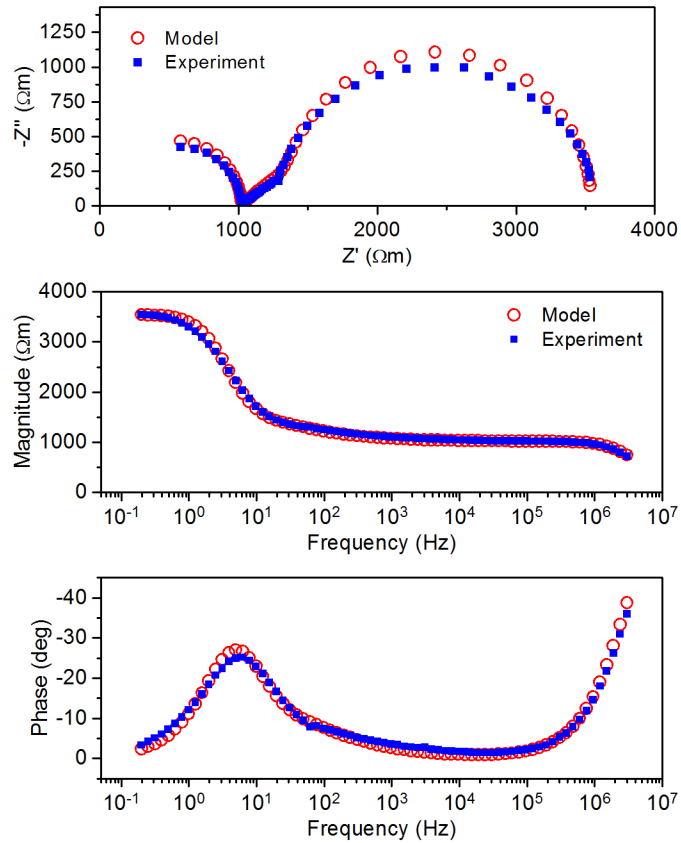 1250
1000
750
500
250
0
-Z'' (Ωm)
Model
Experiment
0 1000 2000 3000 4000
Z' (Ωm)
4000
3000
2000
1000
0
Magnitude (Ωm)
Model
Experiment
10⁻¹ 10⁰ 10¹ 10² 10³ 10⁴ 10⁵ 10⁶ 10⁷
Frequency (Hz)
-40
-30
-20
-10
0
Phase (deg)
10⁻¹ 10⁰ 10¹ 10² 10³ 10⁴ 10⁵ 10⁶ 10⁷
Frequency (Hz)